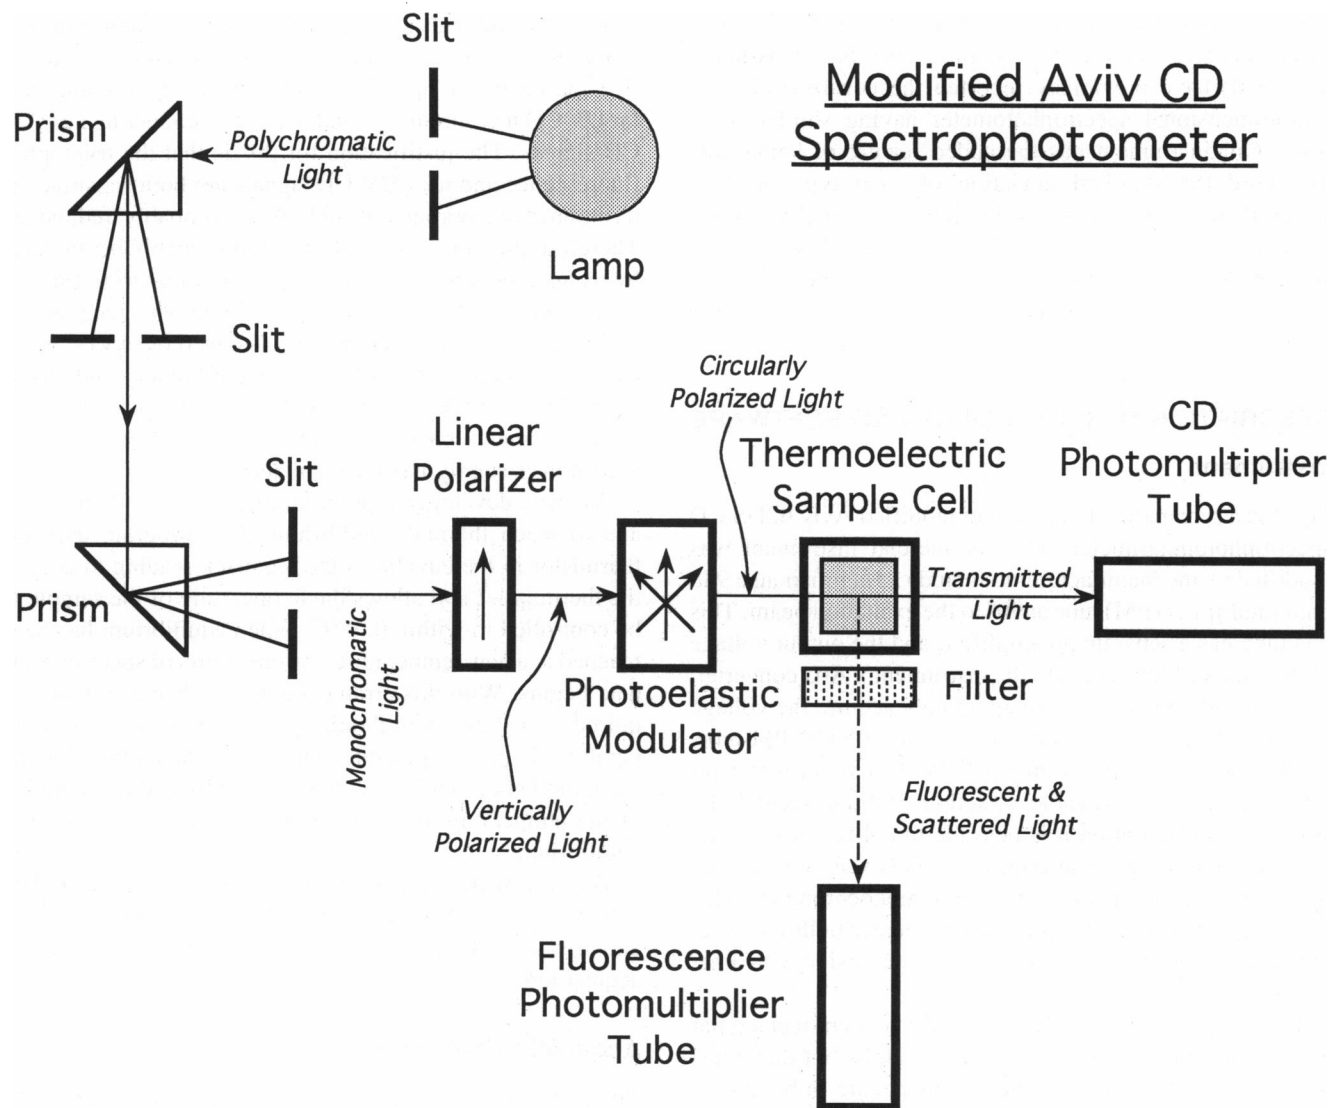 Slit
Modified Aviv CD
Spectrophotometer
Prism
Polychromatic
Light
Lamp
Slit
Circularly
Polarized Light
CD
Photomultiplier
Tube
Linear
Polarizer
Slit
Thermoelectric
Sample Cell
Prism
Transmitted
Light
Monochromatic
Light
Photoelastic
Modulator
Filter
Vertically
Polarized Light
Fluorescent &
Scattered Light
Fluorescence
Photomultiplier
Tube